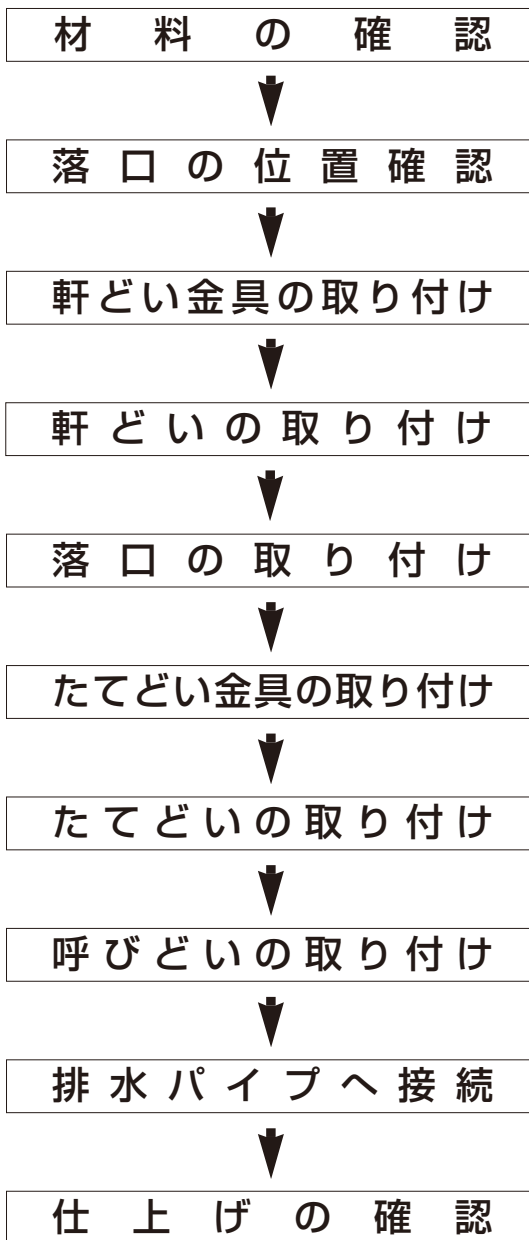 材料の確認
落口の位置確認
軒どい金具の取り付け
軒どいの取り付け
落口の取り付け
たてどい金具の取り付け
たてどいの取り付け
呼びどいの取り付け
排水パイプへ接続
仕上げの確認